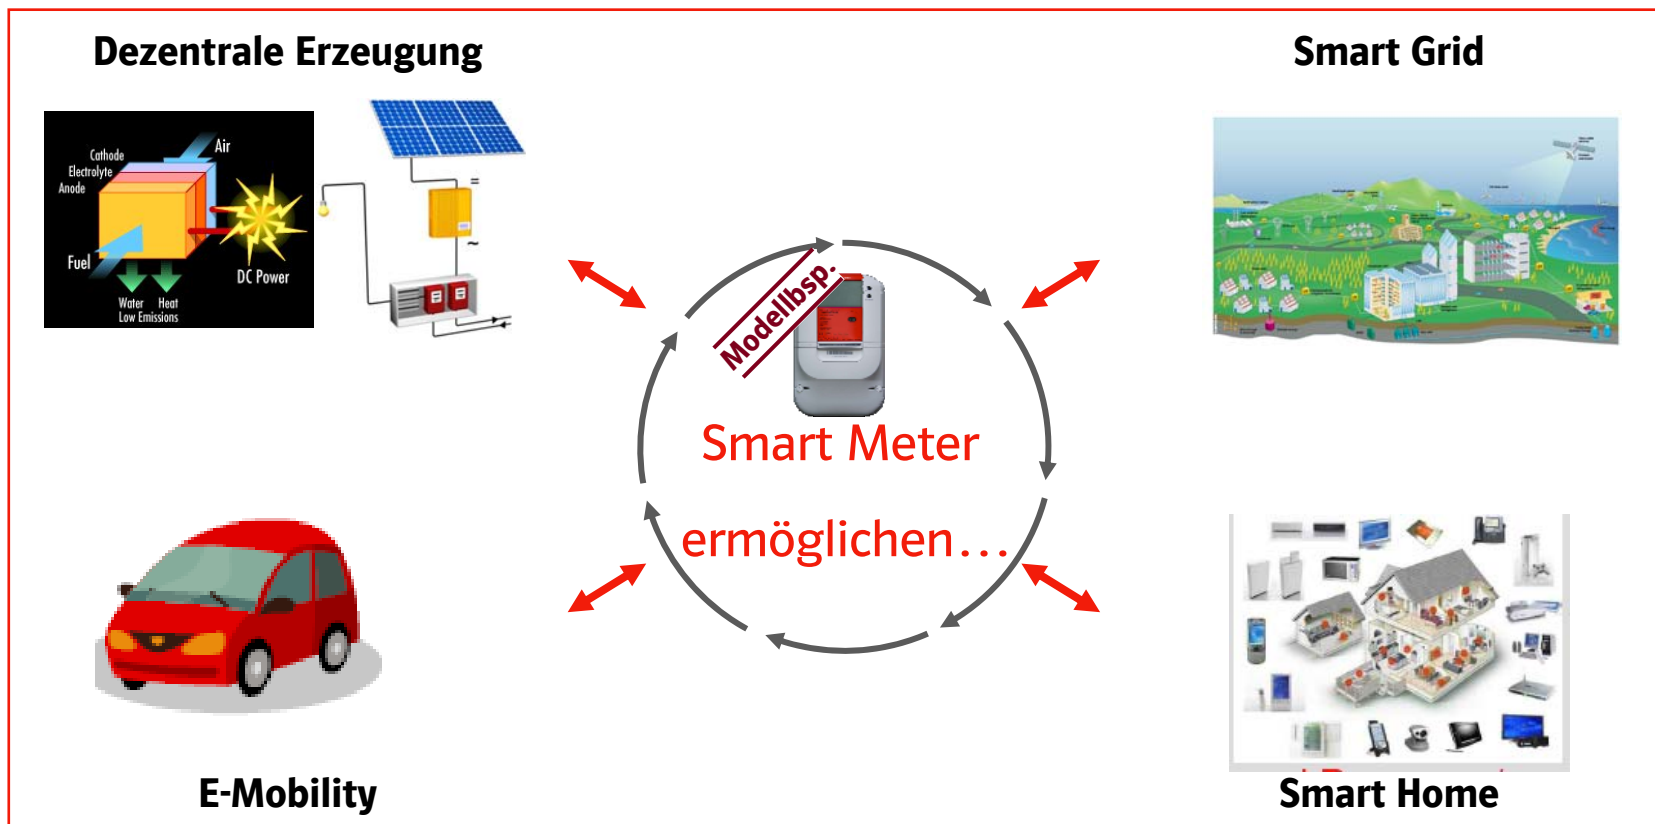 Dezentrale Erzeugung
Smart Grid
Air
Cathode
Electrolyte
Anode
Fuel
DC Power
Water Heat
Low Emissions
=
~
Modellbsp.
Smart Meter
ermöglichen...
E-Mobility
Smart Home